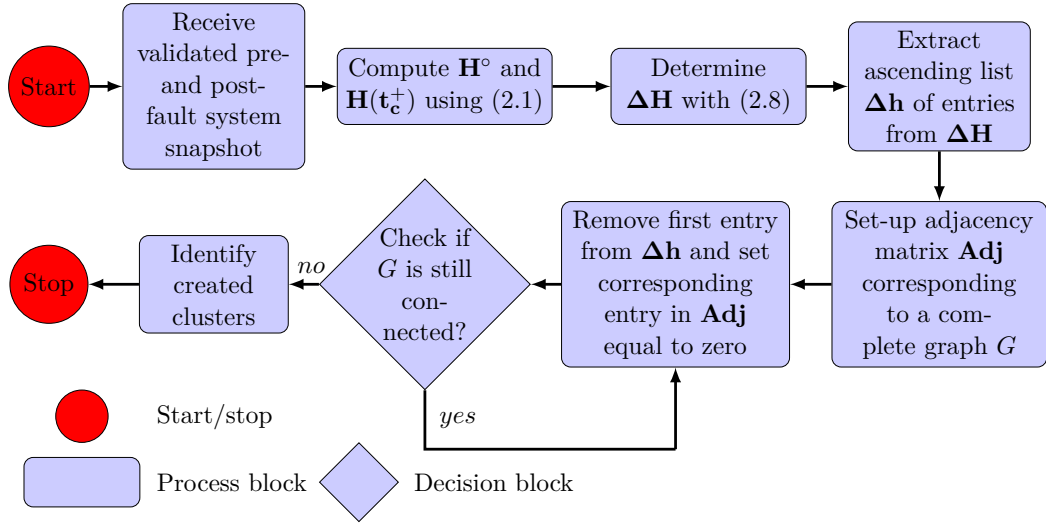 Start
Receive
validated pre-
and post-
fault system
snapshot
Compute H° and
H(t_c^+) using (2.1)
Determine
ΔH with (2.8)
Extract
ascending list
Δh of entries
from ΔH
Set-up adjacency
matrix Adj
corresponding
to a com-
plete graph G
Remove first entry
from Δh and set
corresponding
entry in Adj
equal to zero
Check if
G is still
con-
nected?
yes
no
Identify
created
clusters
Stop
Start/stop
Process block
Decision block